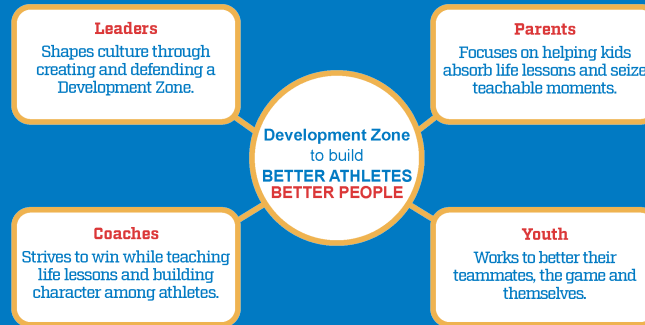 Leaders
Shapes culture through
creating and defending a
Development Zone.
Parents
Focuses on helping kids
absorb life lessons and seize
teachable moments.
Development Zone
to build
BETTER ATHLETES
BETTER PEOPLE
Coaches
Strives to win while teaching
life lessons and building
character among athletes.
Youth
Works to better their
teammates, the game and
themselves.